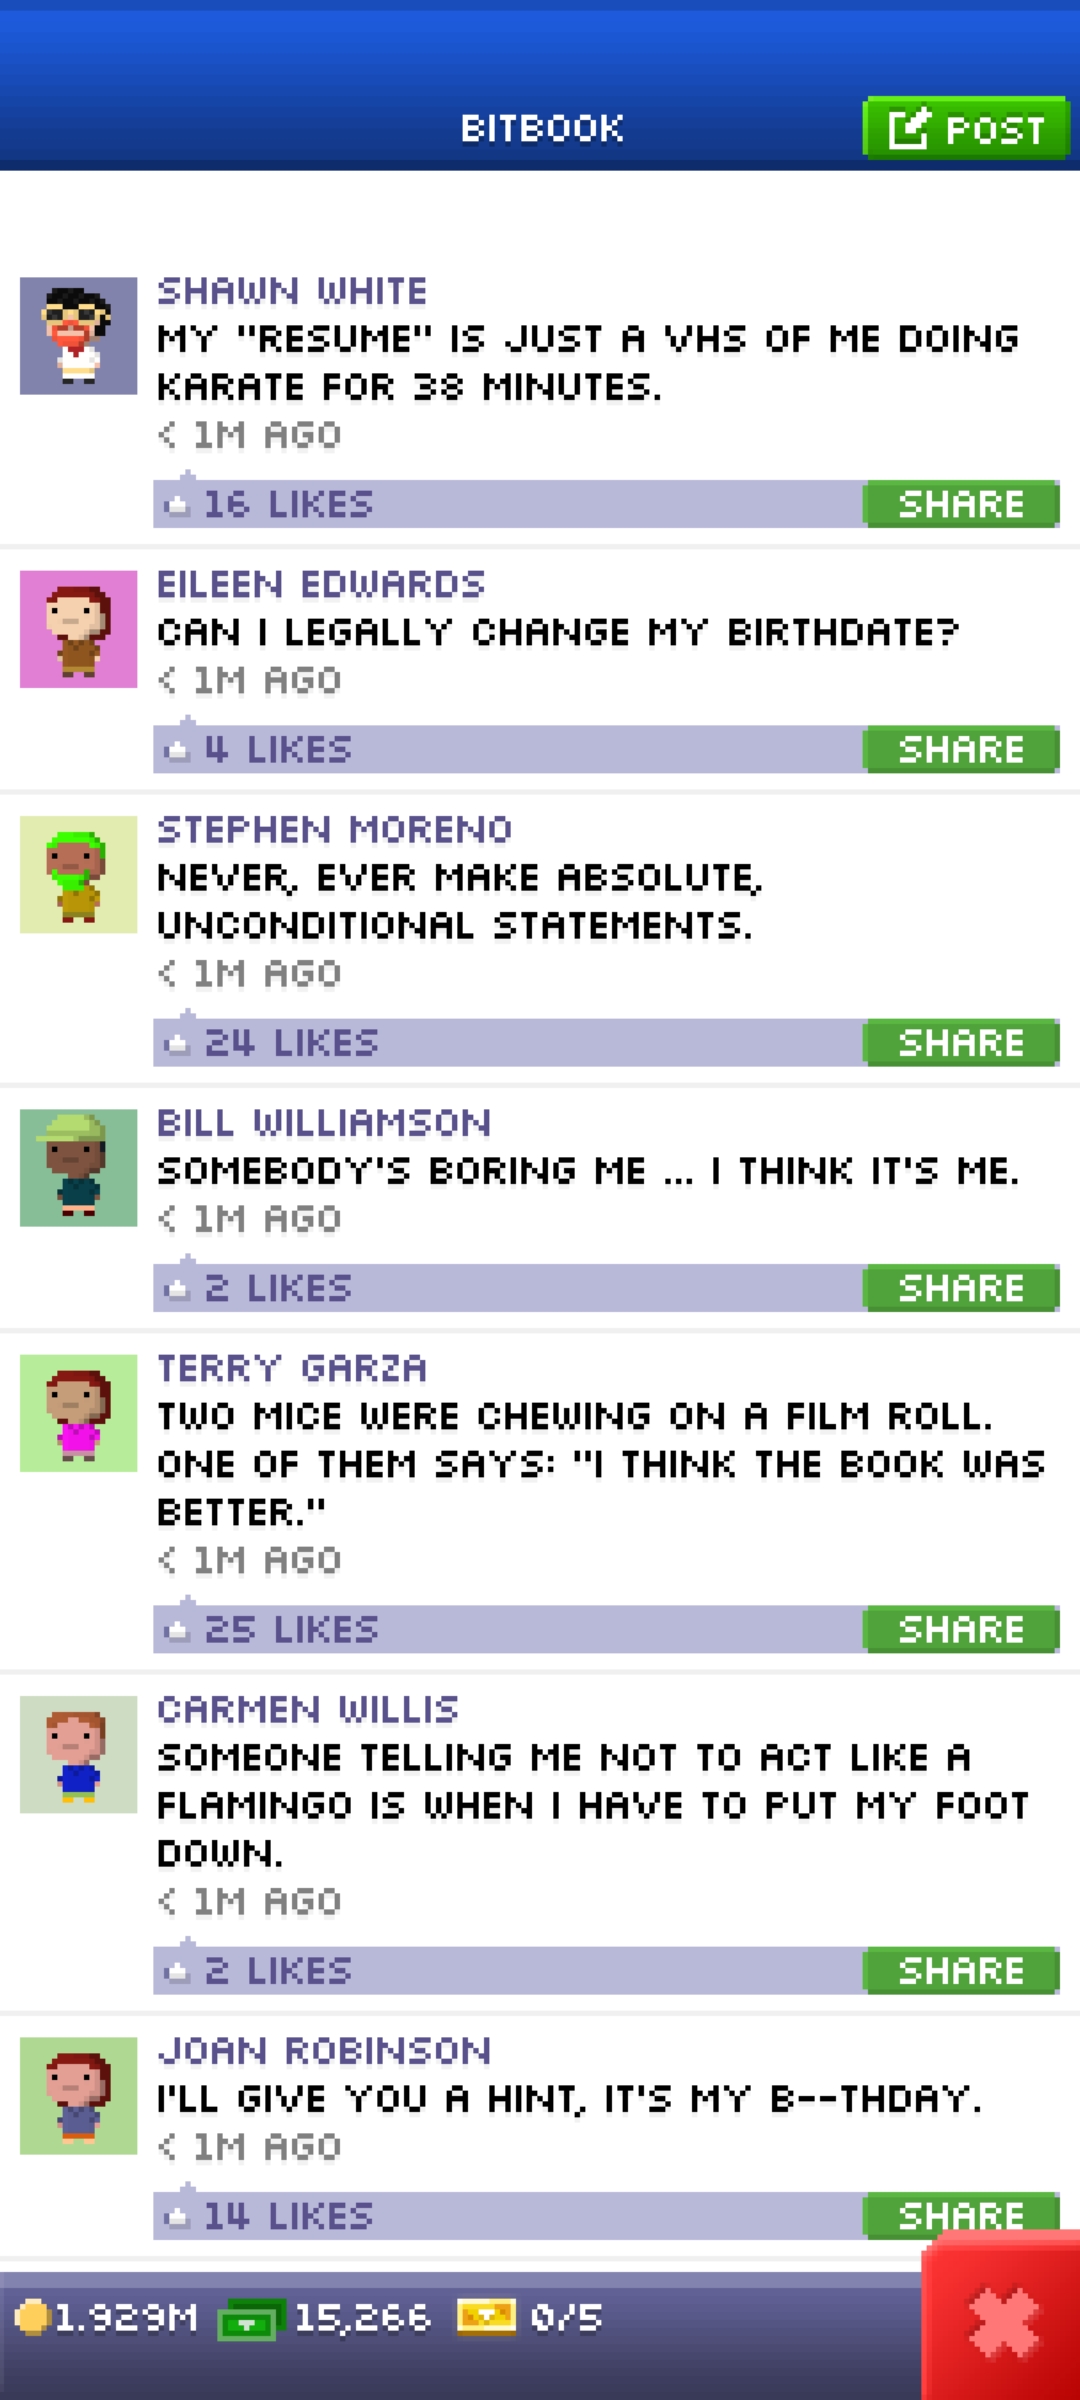 BITBOOK
POST
SHAWN WHITE
MY "RESUME" IS JUST A VHS OF ME DOING
KARATE FOR 38 MINUTES.
< 1M AGO
16 LIKES
SHARE
EILEEN EDWARDS
CAN I LEGALLY CHANGE MY BIRTHDATE?
< 1M AGO
4 LIKES
SHARE
STEPHEN MORENO
NEVER, EVER MAKE ABSOLUTE,
UNCONDITIONAL STATEMENTS.
< 1M AGO
24 LIKES
SHARE
BILL WILLIAMSON
SOMEBODY'S BORING ME ... I THINK IT'S ME.
< 1M AGO
2 LIKES
SHARE
TERRY GARZA
TWO MICE WERE CHEWING ON A FILM ROLL.
ONE OF THEM SAYS: "I THINK THE BOOK WAS
BETTER."
< 1M AGO
25 LIKES
SHARE
CARMEN WILLIS
SOMEONE TELLING ME NOT TO ACT LIKE A
FLAMINGO IS WHEN I HAVE TO PUT MY FOOT
DOWN.
< 1M AGO
2 LIKES
SHARE
JOAN ROBINSON
I'LL GIVE YOU A HINT, IT'S MY B--THDAY.
< 1M AGO
14 LIKES
SHARE
1.929M 15,266 0/5